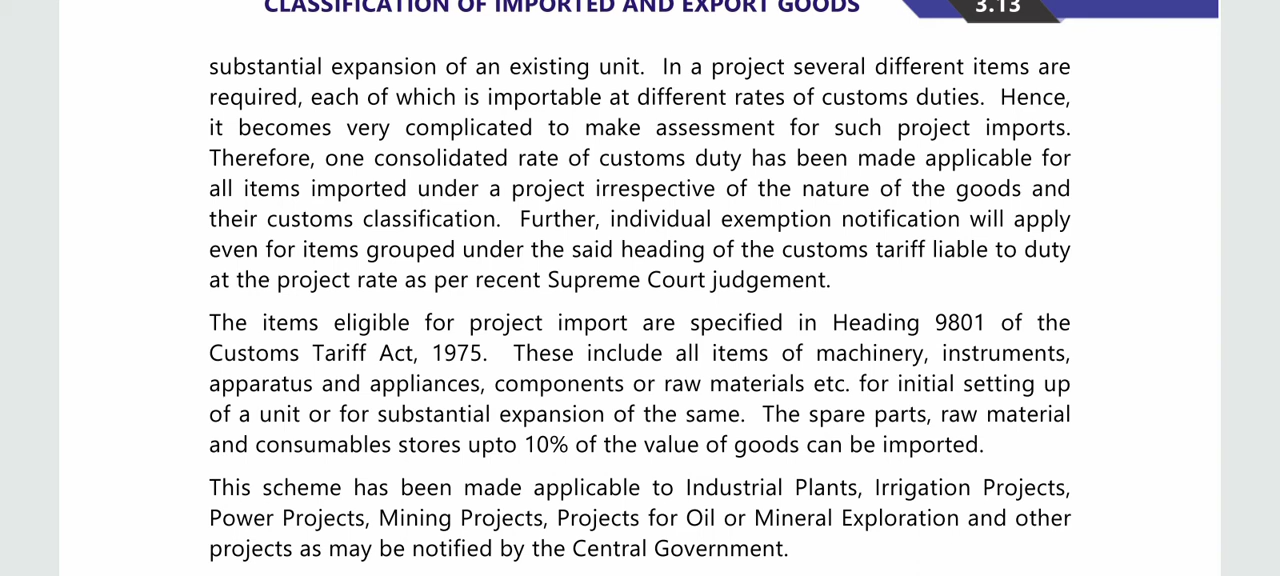 CLASSIFICATION OF IMPORTED AND EXPORT GOODS 3.13
substantial expansion of an existing unit. In a project several different items are
required, each of which is importable at different rates of customs duties. Hence,
it becomes very complicated to make assessment for such project imports.
Therefore, one consolidated rate of customs duty has been made applicable for
all items imported under a project irrespective of the nature of the goods and
their customs classification. Further, individual exemption notification will apply
even for items grouped under the said heading of the customs tariff liable to duty
at the project rate as per recent Supreme Court judgement.
The items eligible for project import are specified in Heading 9801 of the
Customs Tariff Act, 1975. These include all items of machinery, instruments,
apparatus and appliances, components or raw materials etc. for initial setting up
of a unit or for substantial expansion of the same. The spare parts, raw material
and consumables stores upto 10% of the value of goods can be imported.
This scheme has been made applicable to Industrial Plants, Irrigation Projects,
Power Projects, Mining Projects, Projects for Oil or Mineral Exploration and other
projects as may be notified by the Central Government.